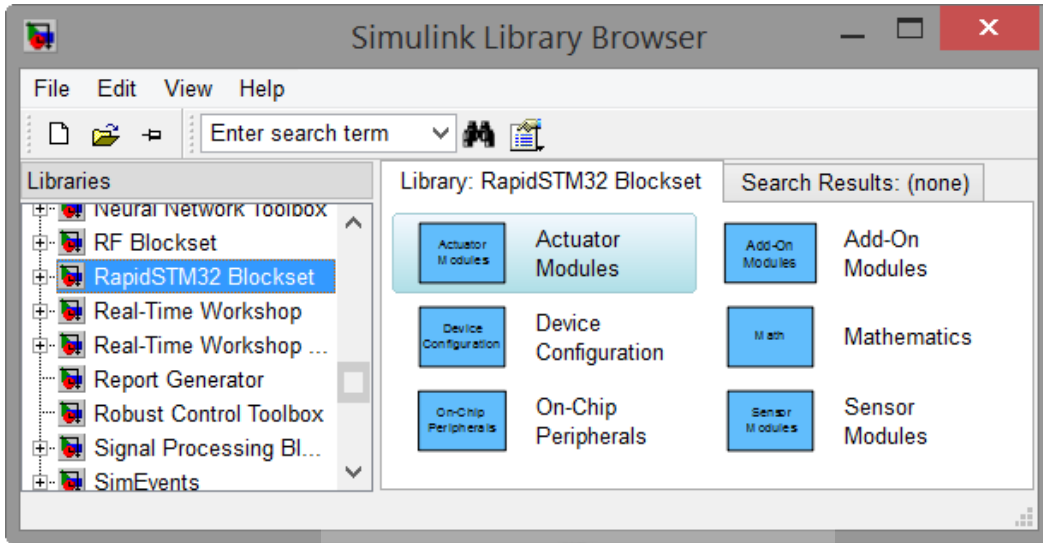 Simulink Library Browser
File Edit View Help
Enter search term
Libraries
Neural Network Toolbox
RF Blockset
RapidSTM32 Blockset
Real-Time Workshop
Real-Time Workshop ...
Report Generator
Robust Control Toolbox
Signal Processing Bl...
SimEvents
Library: RapidSTM32 Blockset
Search Results: (none)
Actuator
Modules
Actuator
Modules
Add-On
Modules
Add-On
Modules
Device
Configuration
Device
Configuration
Math
Mathematics
On-Chip
Peripherals
On-Chip
Peripherals
Sensor
Modules
Sensor
Modules